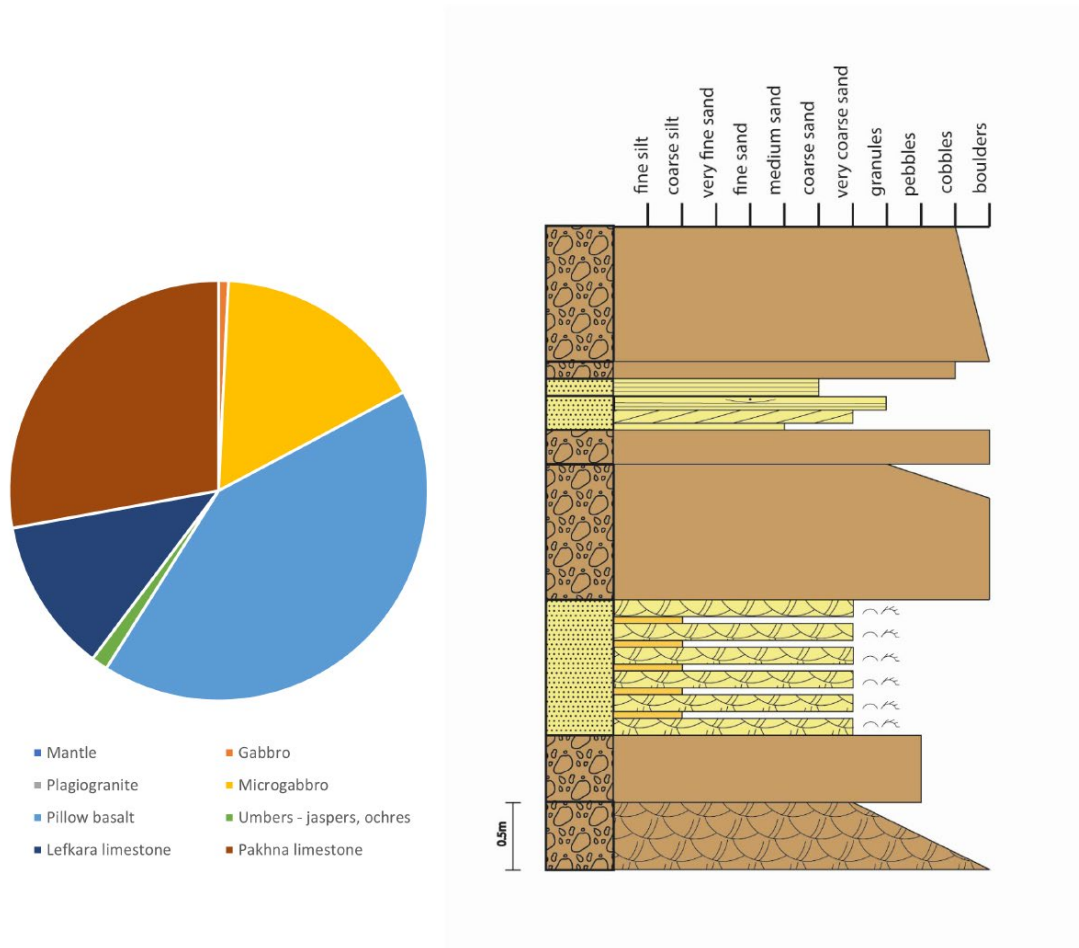 fine silt
coarse silt
very fine sand
fine sand
medium sand
coarse sand
very coarse sand
granules
pebbles
cobbles
boulders
Mantle
Gabbro
Plagiogranite
Microgabbro
Pillow basalt
Umbers - jaspers, ochres
Lefkara limestone
Pakhna limestone
0.5m